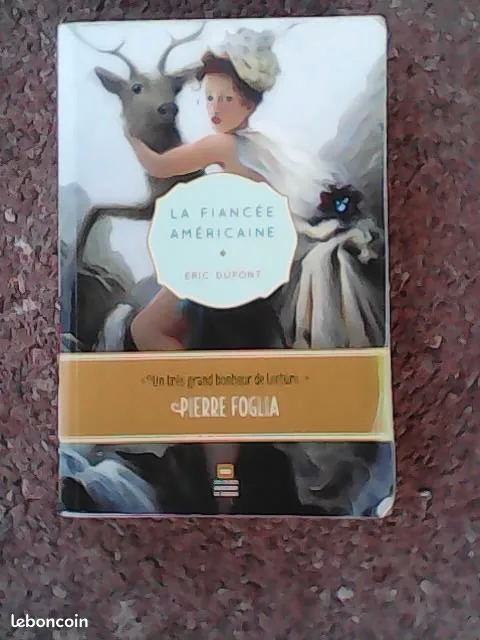 LA FIANCÉE
AMÉRICAINE
ERIC DUPONT
«Un très grand bonheur de lecture.»
PIERRE FOGLIA
leboncoin